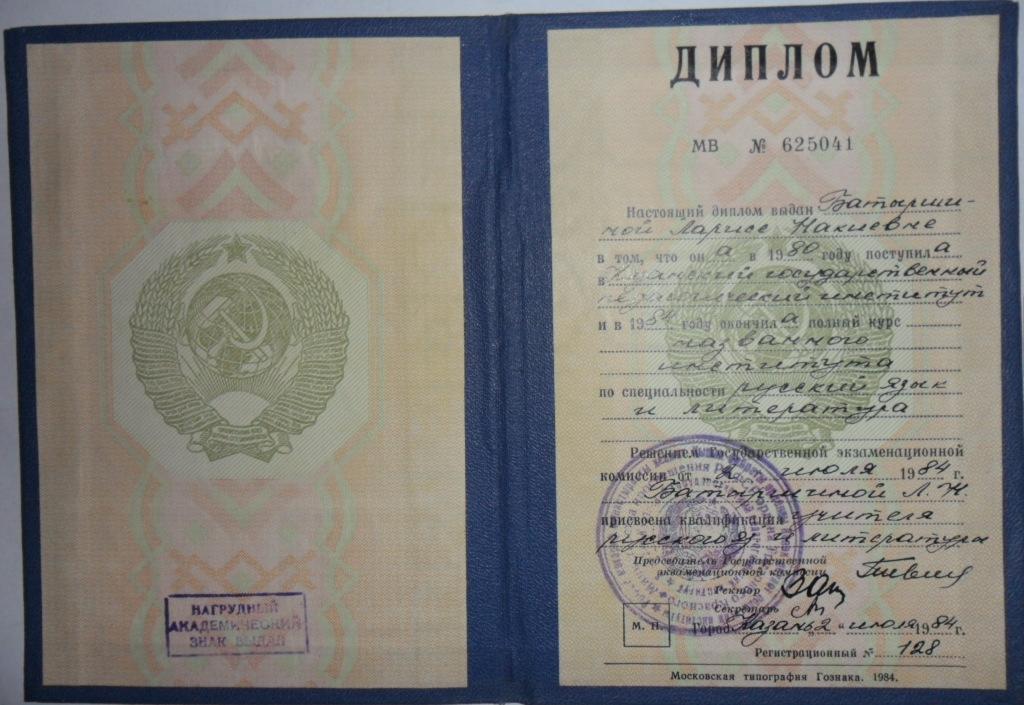 НАГРУДНЫЙ
АКАДЕМИЧЕСКИЙ
ЗНАК ВЫДАН
ДИПЛОМ
МВ № 625041
Настоящий диплом выдан Батырши-
ной Ларисе Накиевне
в том, что она в 1980 году поступила
в Казанский государственный
педагогический институт
и в 1984 году окончила полный курс
названного
института
по специальности русский язык
и литература
Решением Государственной экзаменационной
комиссии от 2 июля 1984 г.
Батыршиной Л. Н.
присвоена квалификация учителя
русского яз и литература
Председатель Государственной
экзаменационной комиссии
Ректор
Секретарь
М. П. Город Казань 2 июля 1984 г.
Регистрационный № 128
Московская типография Гознака. 1984.